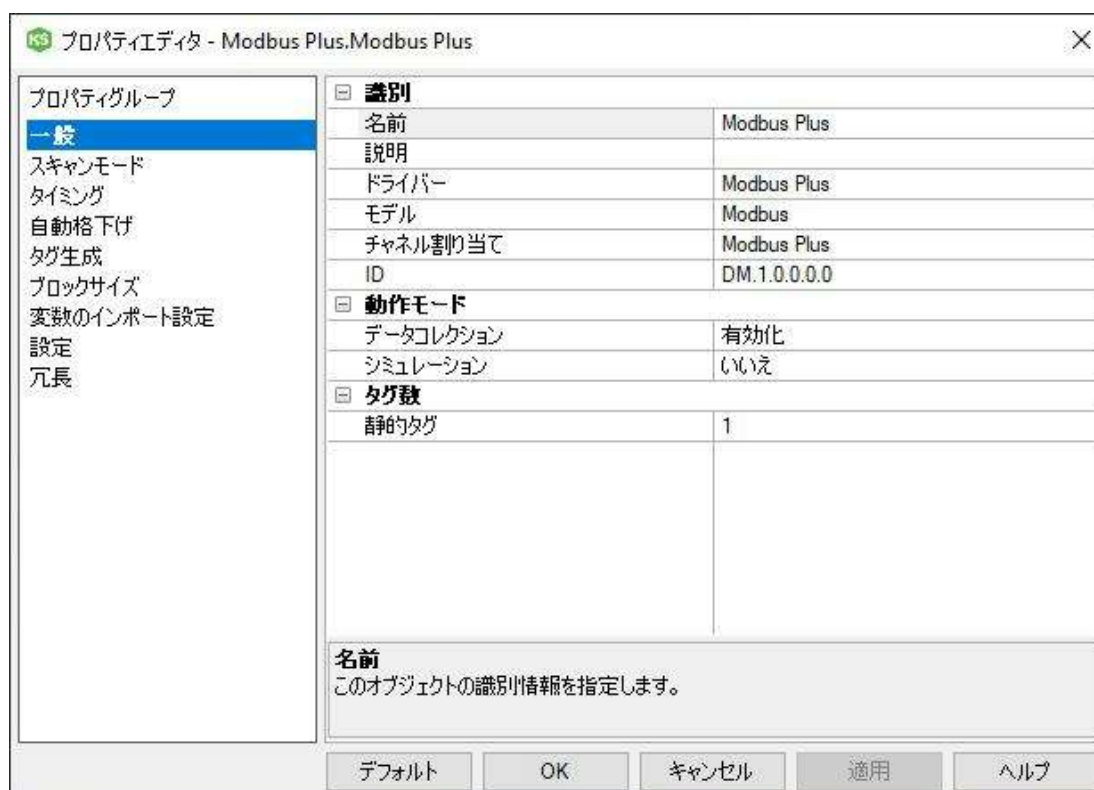 KS プロパティエディタ - Modbus Plus.Modbus Plus
プロパティグループ
一般
スキャンモード
タイミング
自動格下げ
タグ生成
ブロックサイズ
変数のインポート設定
設定
冗長
識別
名前 Modbus Plus
説明
ドライバー Modbus Plus
モデル Modbus
チャネル割り当て Modbus Plus
ID DM.1.0.0.0.0
動作モード
データコレクション 有効化
シミュレーション いいえ
タグ数
静的タグ 1
名前
このオブジェクトの識別情報を指定します。
デフォルト OK キャンセル 適用 ヘルプ